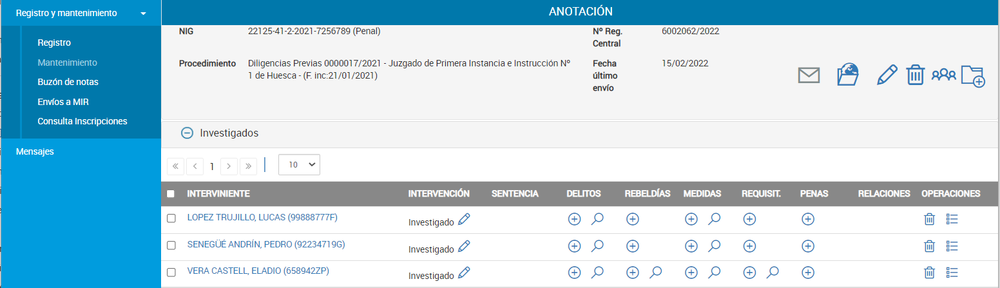 Registro y mantenimiento
Registro
Mantenimiento
Buzón de notas
Envíos a MIR
Consulta Inscripciones
Mensajes
ANOTACIÓN
NIG 22125-41-2-2021-7256789 (Penal) Nº Reg. 6002062/2022
Central
Procedimiento Diligencias Previas 0000017/2021 - Juzgado de Primera Instancia e Instrucción Nº Fecha 15/02/2022
1 de Huesca - (F. inc:21/01/2021) último
envío
Investigados
« < 1 > » 10
INTERVINIENTE INTERVENCIÓN SENTENCIA DELITOS REBELDÍAS MEDIDAS REQUISIT. PENAS RELACIONES OPERACIONES
LOPEZ TRUJILLO, LUCAS (99888777F) Investigado
SENEGÜÉ ANDRÍN, PEDRO (92234719G) Investigado
VERA CASTELL, ELADIO (658942ZP) Investigado